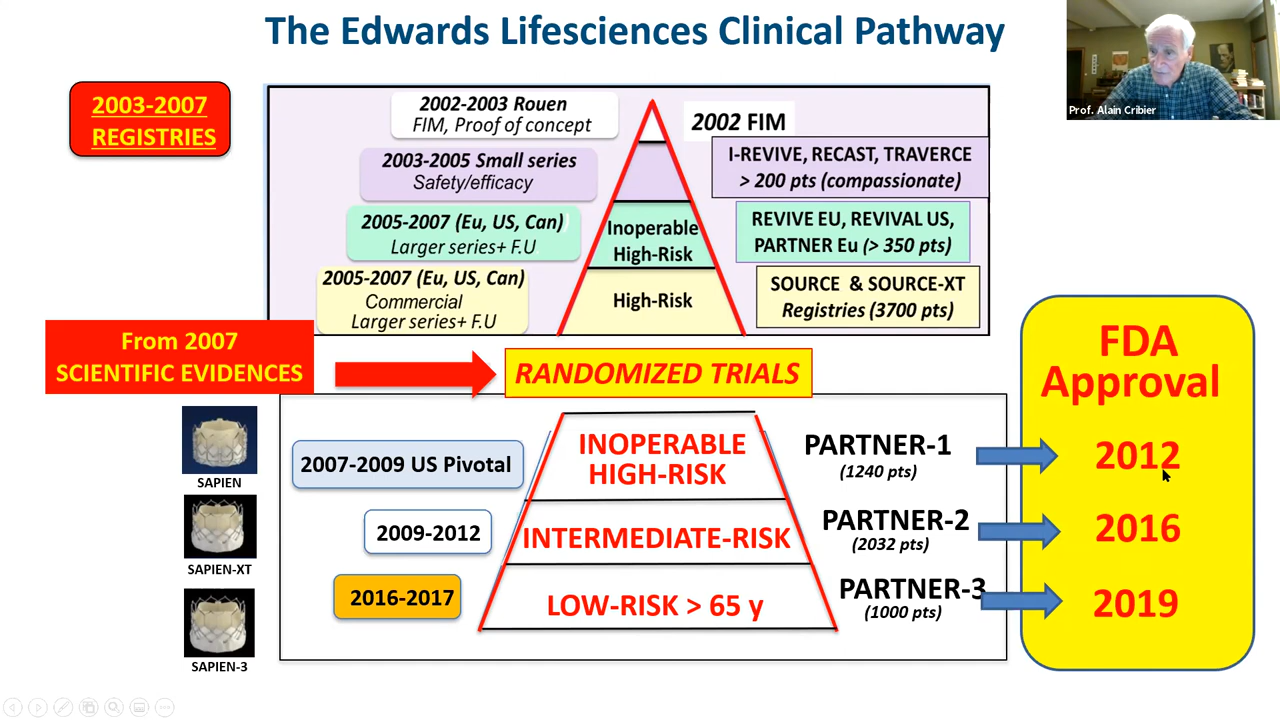 The Edwards Lifesciences Clinical Pathway
Prof. Alain Cribier
2003-2007
REGISTRIES
2002-2003 Rouen
FIM, Proof of concept
2002 FIM
2003-2005 Small series
Safety/efficacy
I-REVIVE, RECAST, TRAVERCE
> 200 pts (compassionate)
2005-2007 (Eu, US, Can)
Larger series+ F.U
Inoperable
High-Risk
REVIVE EU, REVIVAL US,
PARTNER Eu (> 350 pts)
2005-2007 (Eu, US, Can)
Commercial
Larger series+ F.U
High-Risk
SOURCE & SOURCE-XT
Registries (3700 pts)
From 2007
SCIENTIFIC EVIDENCES
RANDOMIZED TRIALS
FDA
Approval
SAPIEN
2007-2009 US Pivotal
INOPERABLE
HIGH-RISK
PARTNER-1
(1240 pts)
2012
SAPIEN-XT
2009-2012
INTERMEDIATE-RISK
PARTNER-2
(2032 pts)
2016
SAPIEN-3
2016-2017
LOW-RISK > 65 y
PARTNER-3
(1000 pts)
2019